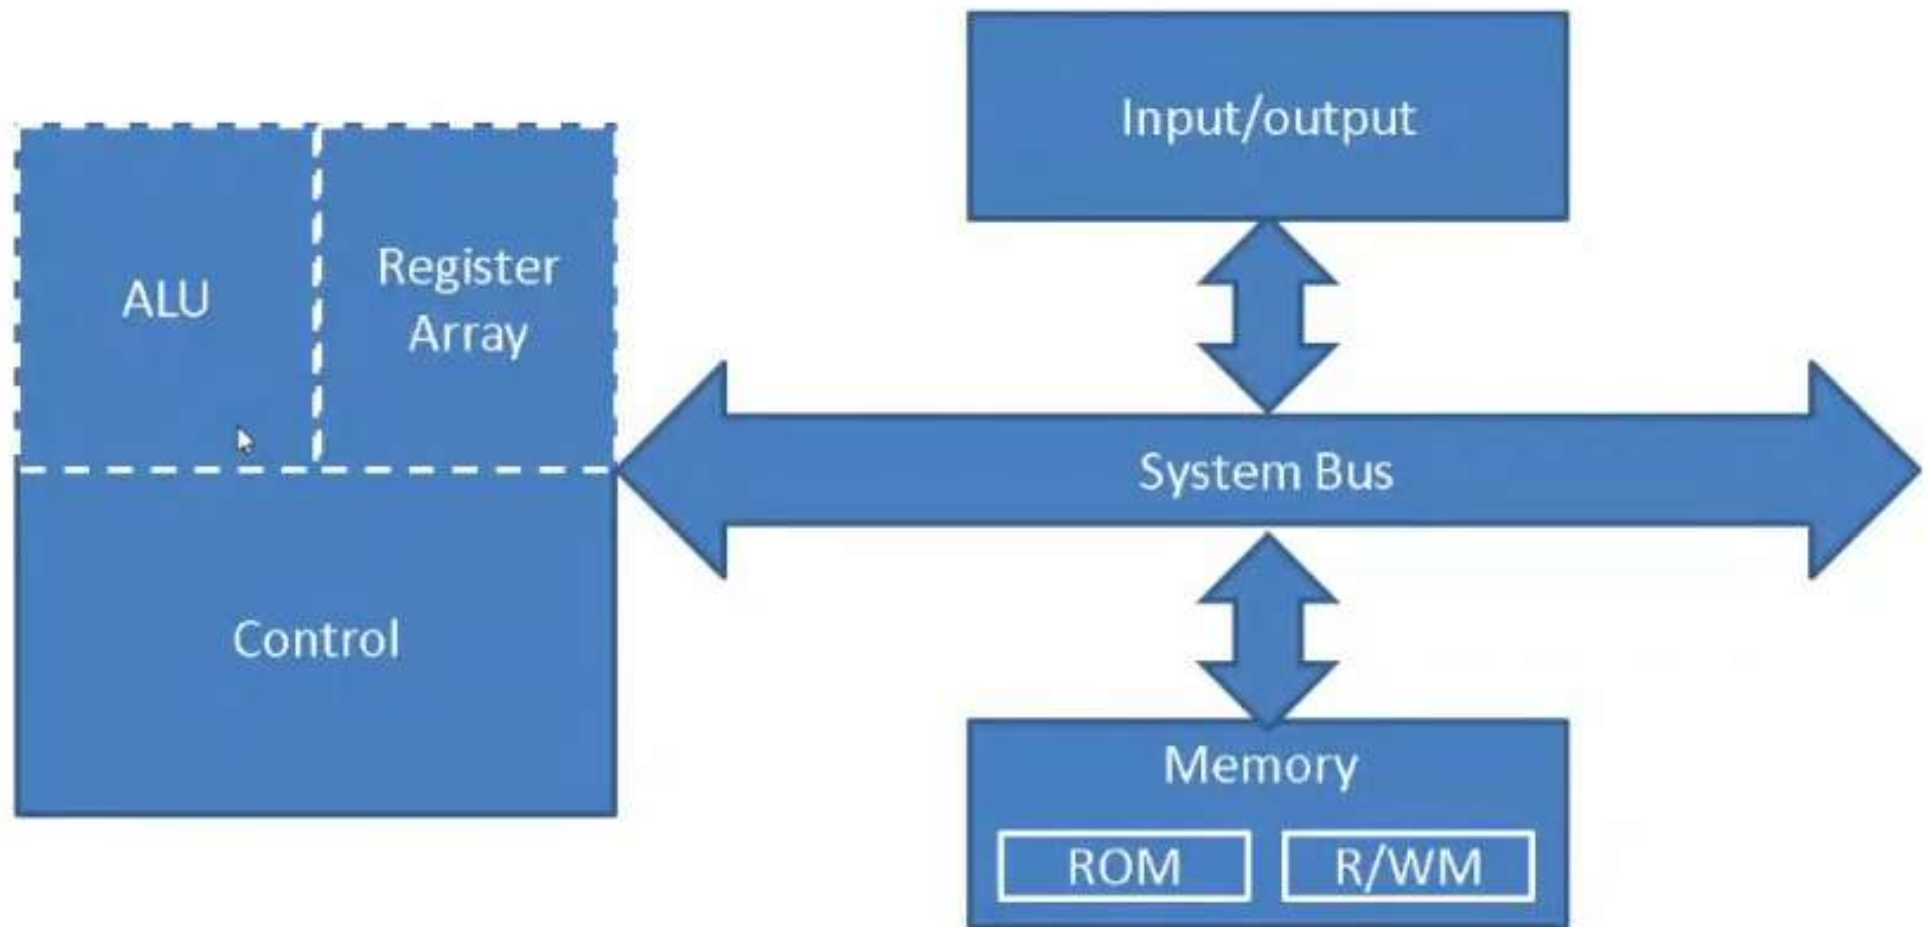 Input/output
ALU
Register
Array
System Bus
Control
Memory
ROM
R/WM